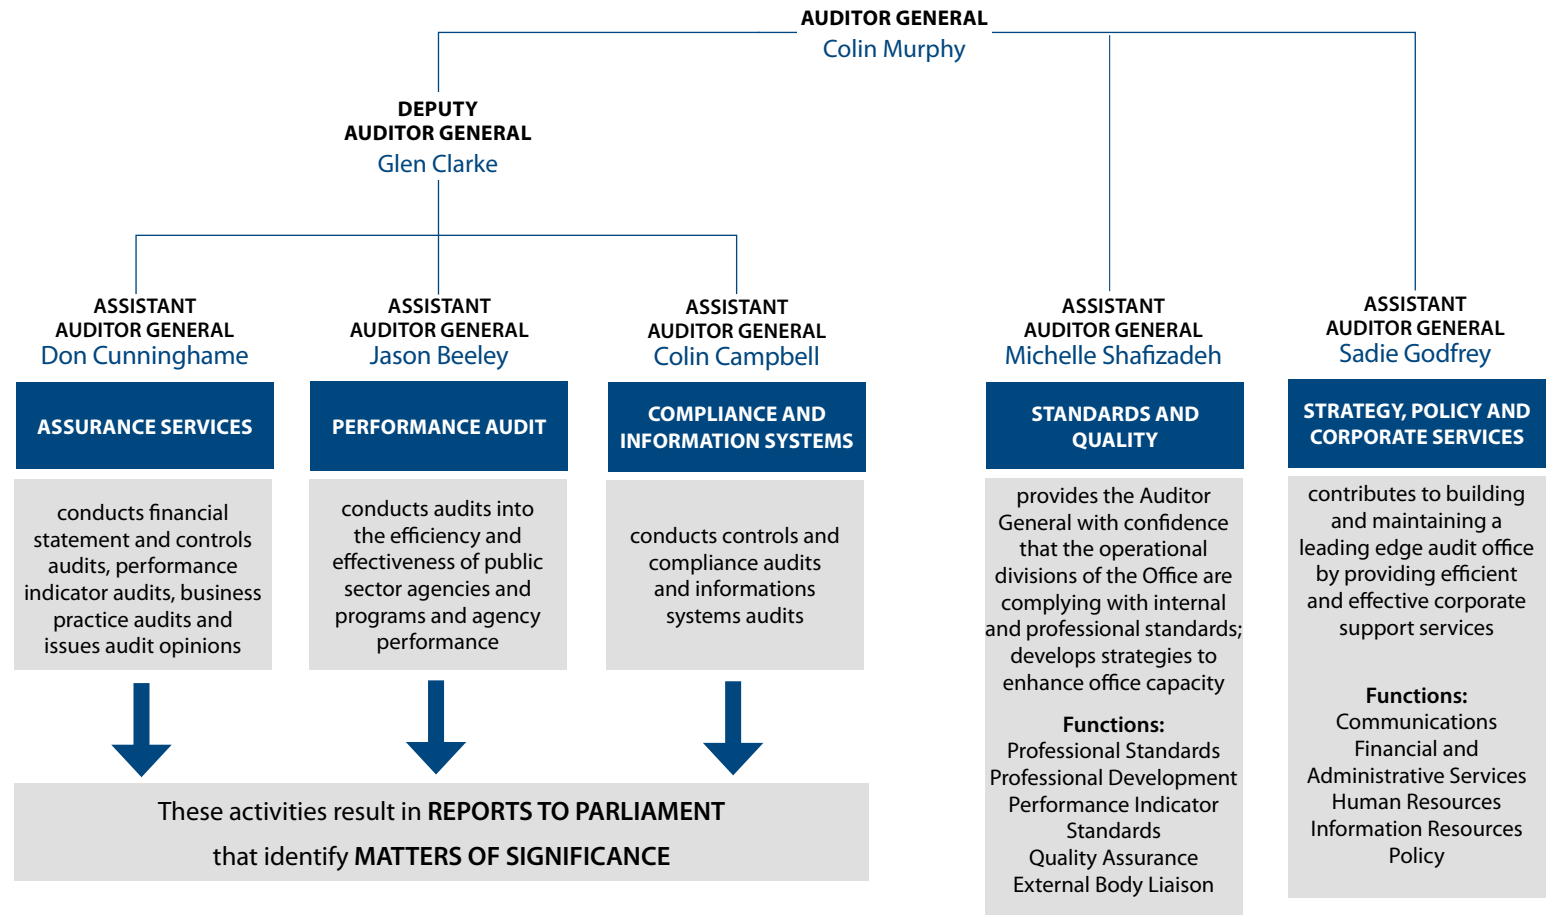 AUDITOR GENERAL
Colin Murphy
DEPUTY
AUDITOR GENERAL
Glen Clarke
ASSISTANT
AUDITOR GENERAL
Don Cunninghame
ASSURANCE SERVICES
conducts financial
statement and controls
audits, performance
indicator audits, business
practice audits and
issues audit opinions
ASSISTANT
AUDITOR GENERAL
Jason Beeley
PERFORMANCE AUDIT
conducts audits into
the efficiency and
effectiveness of public
sector agencies and
programs and agency
performance
ASSISTANT
AUDITOR GENERAL
Colin Campbell
COMPLIANCE AND
INFORMATION SYSTEMS
conducts controls and
compliance audits
and informations
systems audits
These activities result in REPORTS TO PARLIAMENT
that identify MATTERS OF SIGNIFICANCE
ASSISTANT
AUDITOR GENERAL
Michelle Shafizadeh
STANDARDS AND
QUALITY
provides the Auditor
General with confidence
that the operational
divisions of the Office are
complying with internal
and professional standards;
develops strategies to
enhance office capacity
Functions:
Professional Standards
Professional Development
Performance Indicator
Standards
Quality Assurance
External Body Liaison
ASSISTANT
AUDITOR GENERAL
Sadie Godfrey
STRATEGY, POLICY AND
CORPORATE SERVICES
contributes to building
and maintaining a
leading edge audit office
by providing efficient
and effective corporate
support services
Functions:
Communications
Financial and
Administrative Services
Human Resources
Information Resources
Policy